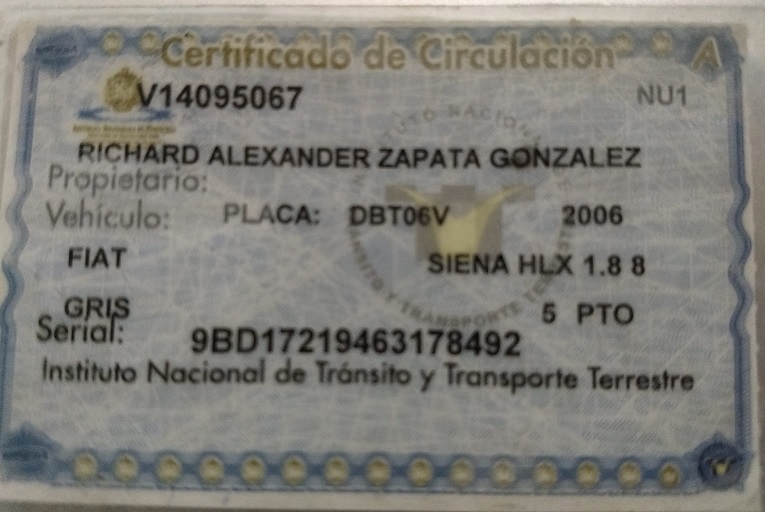 Certificado de Circulación A
V14095067 NU1
RICHARD ALEXANDER ZAPATA GONZALEZ
Propietario:
Vehículo: PLACA: DBT06V 2006
FIAT SIENA HLX 1.8 8
GRIS 5 PTO
Serial: 9BD17219463178492
Instituto Nacional de Tránsito y Transporte Terrestre